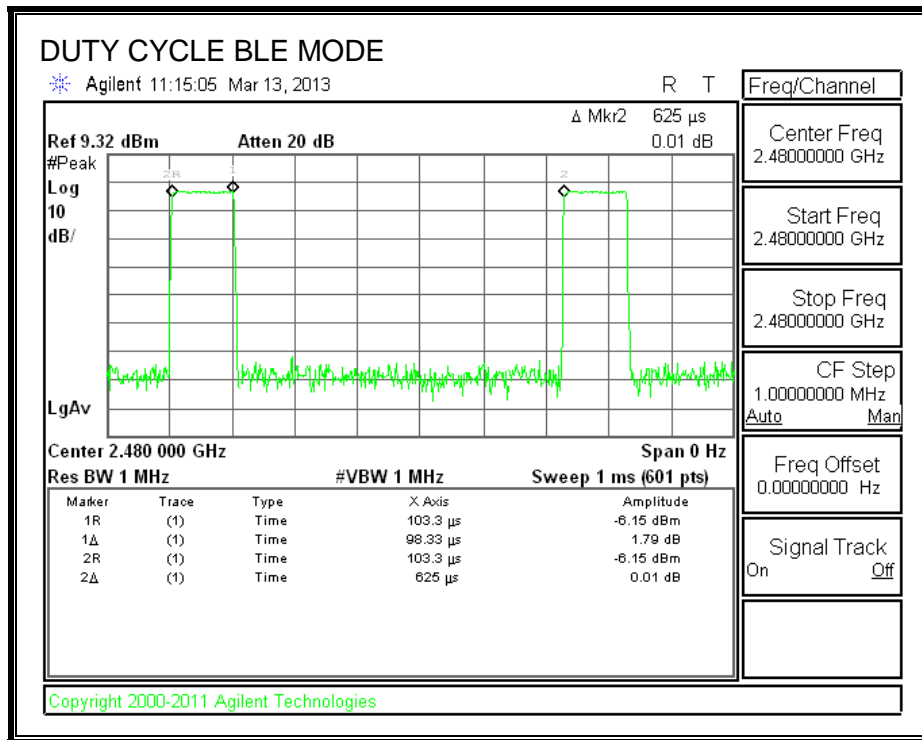 DUTY CYCLE BLE MODE
Agilent 11:15:05 Mar 13, 2013 R T
Δ Mkr2 625 µs
Ref 9.32 dBm Atten 20 dB 0.01 dB
#Peak
Log
10
dB/
2R 1 2
LgAv
Center 2.480 000 GHz Span 0 Hz
Res BW 1 MHz #VBW 1 MHz Sweep 1 ms (601 pts)
Marker Trace Type X Axis Amplitude
1R (1) Time 103.3 µs -6.15 dBm
1Δ (1) Time 98.33 µs 1.79 dB
2R (1) Time 103.3 µs -6.15 dBm
2Δ (1) Time 625 µs 0.01 dB
Freq/Channel
Center Freq
2.48000000 GHz
Start Freq
2.48000000 GHz
Stop Freq
2.48000000 GHz
CF Step
1.00000000 MHz
Auto Man
Freq Offset
0.00000000 Hz
Signal Track
On Off
Copyright 2000-2011 Agilent Technologies